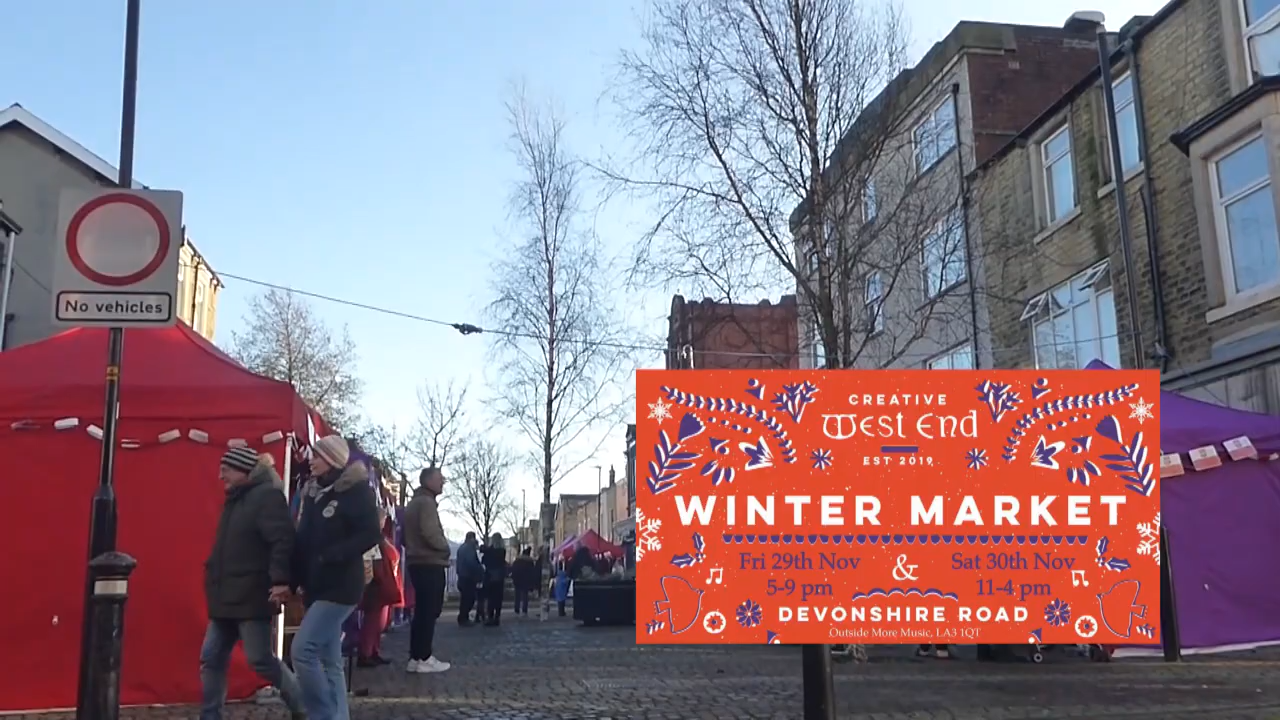 No vehicles
CREATIVE
West End
EST 2019
WINTER MARKET
Fri 29th Nov
5-9 pm
&
Sat 30th Nov
11-4 pm
DEVONSHIRE ROAD
Outside More Music, LA3 1QT